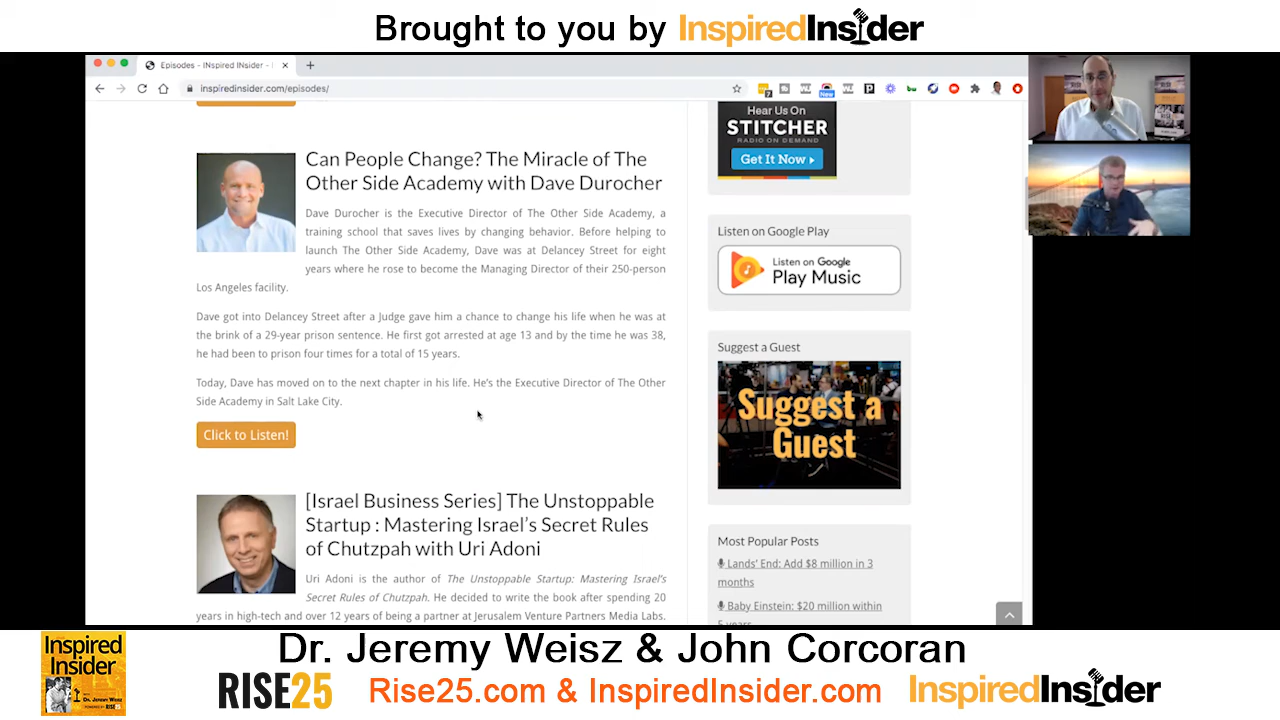 Brought to you by InspiredInsider
Episodes - INspired INsider -
inspiredinsider.com/episodes/
New
Can People Change? The Miracle of The
Other Side Academy with Dave Durocher
Dave Durocher is the Executive Director of The Other Side Academy, a
training school that saves lives by changing behavior. Before helping to
launch The Other Side Academy, Dave was at Delancey Street for eight
years where he rose to become the Managing Director of their 250-person
Los Angeles facility.
Dave got into Delancey Street after a Judge gave him a chance to change his life when he was at
the brink of a 29-year prison sentence. He first got arrested at age 13 and by the time he was 38,
he had been to prison four times for a total of 15 years.
Today, Dave has moved on to the next chapter in his life. He's the Executive Director of The Other
Side Academy in Salt Lake City.
Click to Listen!
[Israel Business Series] The Unstoppable
Startup : Mastering Israel's Secret Rules
of Chutzpah with Uri Adoni
Uri Adoni is the author of The Unstoppable Startup: Mastering Israel's
Secret Rules of Chutzpah. He decided to write the book after spending 20
years in high-tech and over 12 years of being a partner at Jerusalem Venture Partners Media Labs.
Hear Us On
STITCHER
RADIO ON DEMAND
Get It Now
Listen on Google Play
Listen on Google
Play Music
Suggest a Guest
Suggest a
Guest
Most Popular Posts
Lands' End: Add $8 million in 3
months
Baby Einstein: $20 million within
5 years
Dr. Jeremy Weisz & John Corcoran
Inspired
Insider
Dr. Jeremy Weisz
RISE25
Rise25.com & InspiredInsider.com
InspiredInsider